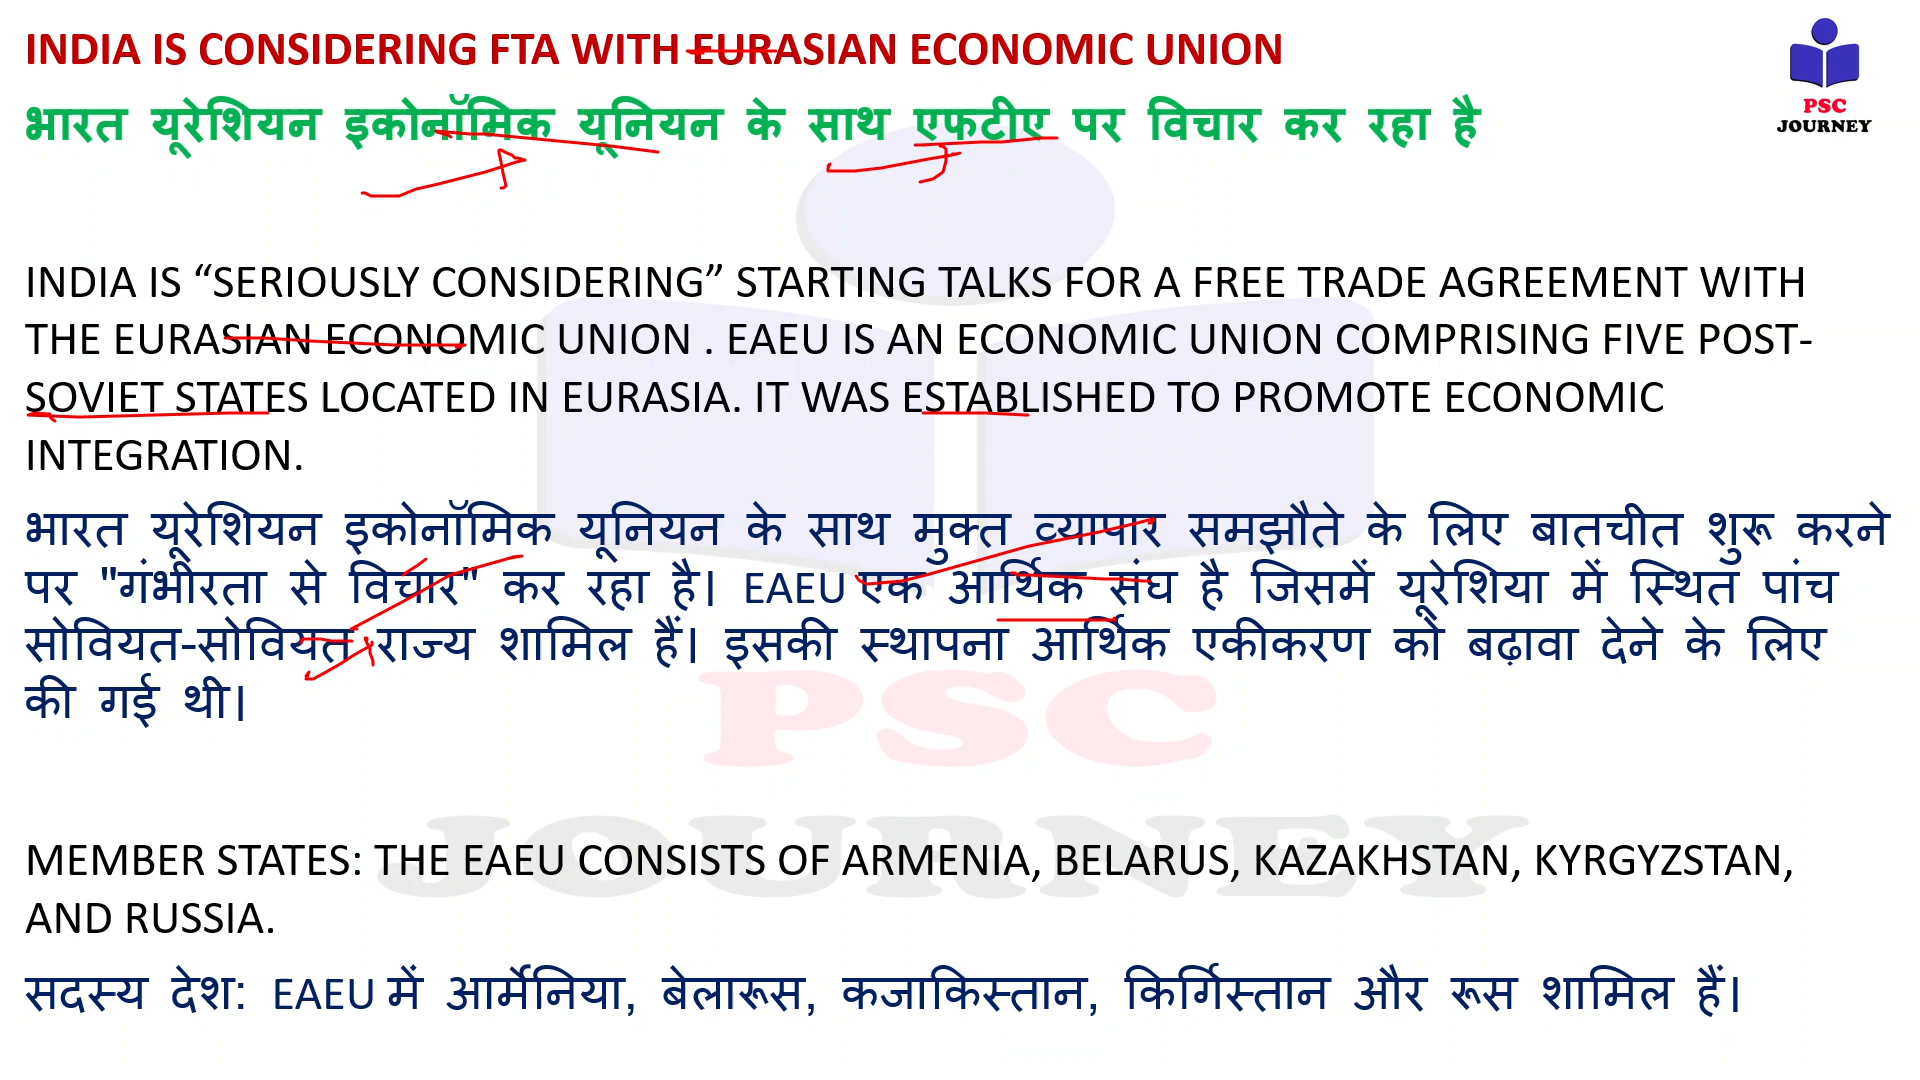 INDIA IS CONSIDERING FTA WITH EURASIAN ECONOMIC UNION
PSC
JOURNEY
भारत यूरेशियन इकोनॉमिक यूनियन के साथ एफटीए पर विचार कर रहा है
INDIA IS “SERIOUSLY CONSIDERING” STARTING TALKS FOR A FREE TRADE AGREEMENT WITH
THE EURASIAN ECONOMIC UNION . EAEU IS AN ECONOMIC UNION COMPRISING FIVE POST-
SOVIET STATES LOCATED IN EURASIA. IT WAS ESTABLISHED TO PROMOTE ECONOMIC
INTEGRATION.
भारत यूरेशियन इकोनॉमिक यूनियन के साथ मुक्त व्यापार समझौते के लिए बातचीत शुरू करने
पर "गंभीरता से विचार" कर रहा है। EAEU एक आर्थिक संघ है जिसमें यूरेशिया में स्थित पांच
सोवियत-सोवियत राज्य शामिल हैं। इसकी स्थापना आर्थिक एकीकरण को बढ़ावा देने के लिए
की गई थी।
PSC
JOURNEY
MEMBER STATES: THE EAEU CONSISTS OF ARMENIA, BELARUS, KAZAKHSTAN, KYRGYZSTAN,
AND RUSSIA.
सदस्य देश: EAEU में आर्मेनिया, बेलारूस, कजाकिस्तान, किर्गिस्तान और रूस शामिल हैं।